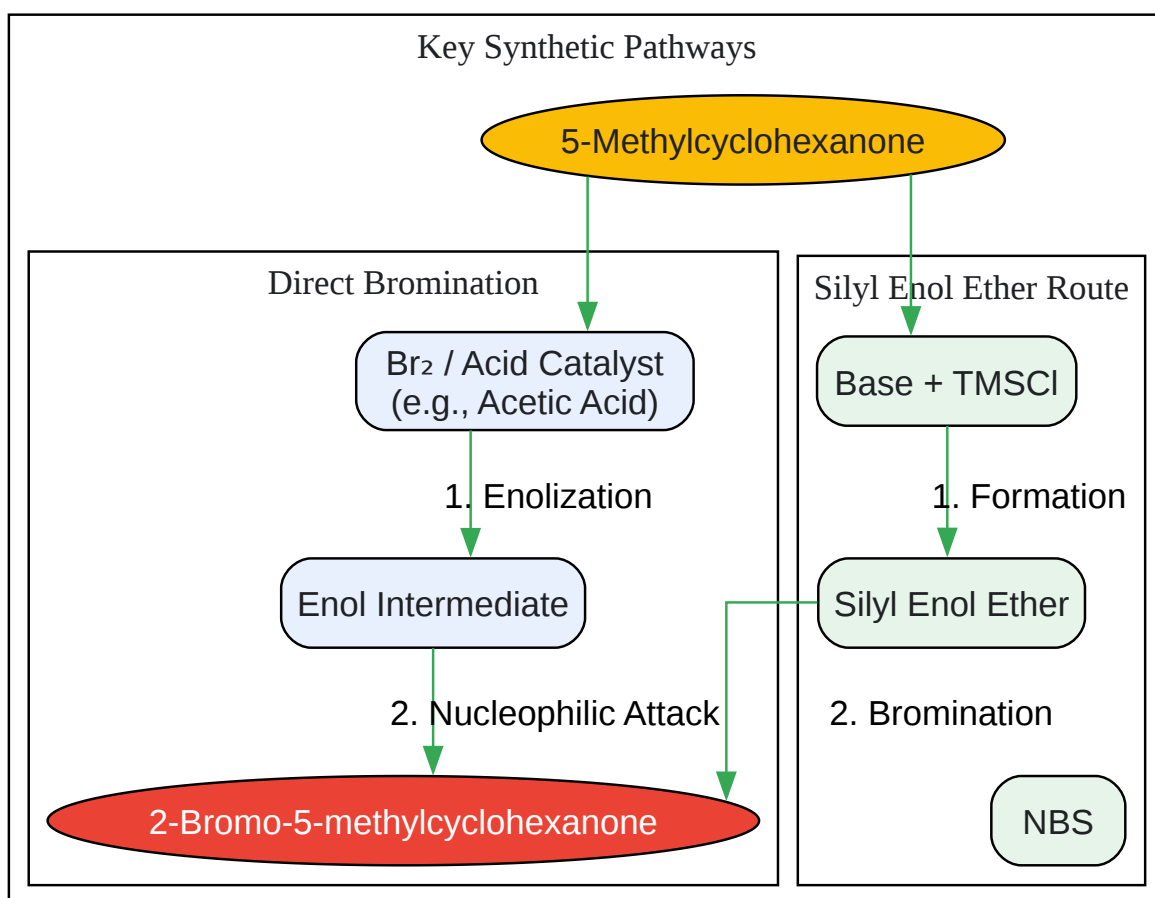 Key Synthetic Pathways
5-Methylcyclohexanone
Direct Bromination
Silyl Enol Ether Route
Br₂ / Acid Catalyst
(e.g., Acetic Acid)
Base + TMSCl
1. Enolization
1. Formation
Enol Intermediate
Silyl Enol Ether
2. Nucleophilic Attack
2. Bromination
2-Bromo-5-methylcyclohexanone
NBS